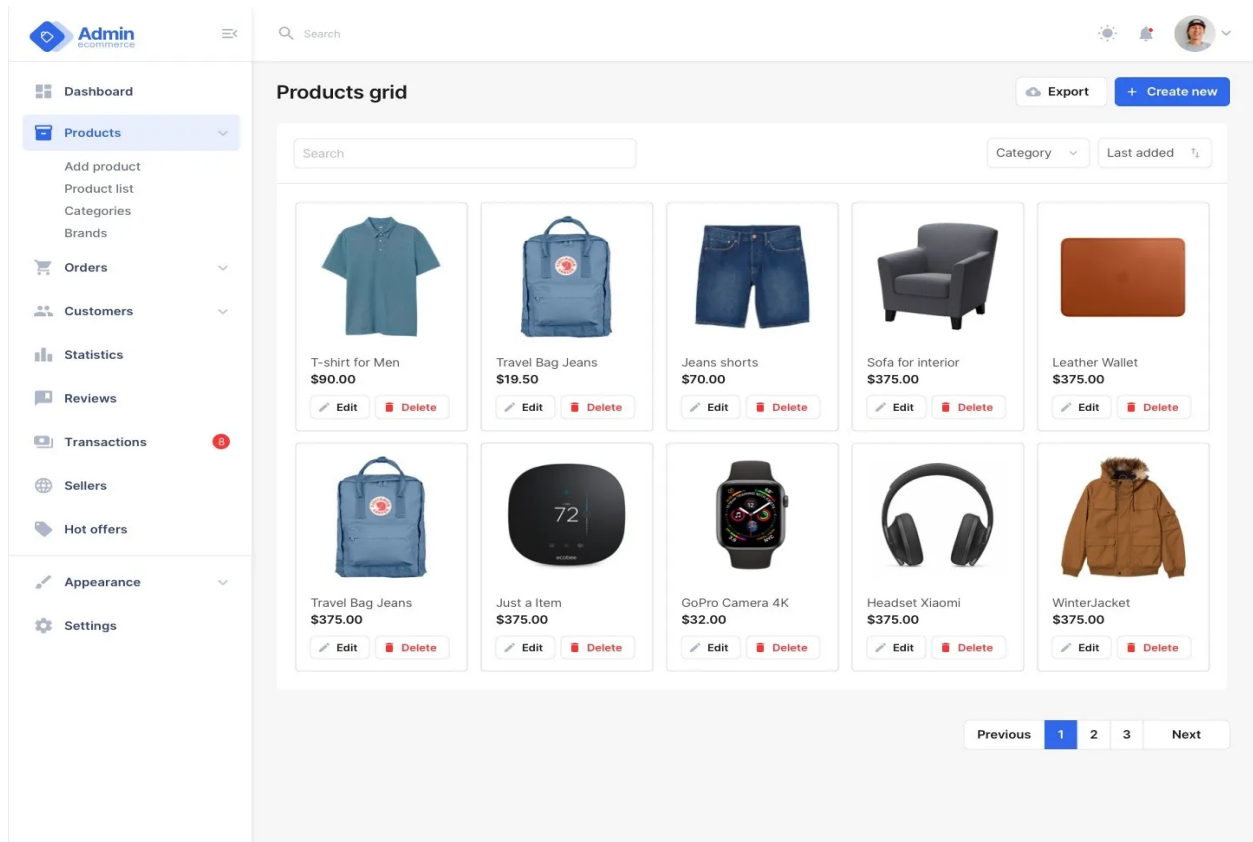 Admin
ecommerce
Search
Dashboard
Products
Add product
Product list
Categories
Brands
Orders
Customers
Statistics
Reviews
Transactions 8
Sellers
Hot offers
Appearance
Settings
Products grid
Export
+ Create new
Search
Category
Last added
T-shirt for Men
$90.00
Edit Delete
Travel Bag Jeans
$19.50
Edit Delete
Jeans shorts
$70.00
Edit Delete
Sofa for interior
$375.00
Edit Delete
Leather Wallet
$375.00
Edit Delete
Travel Bag Jeans
$375.00
Edit Delete
72
ecobee
Just a Item
$375.00
Edit Delete
GoPro Camera 4K
$32.00
Edit Delete
Headset Xiaomi
$375.00
Edit Delete
WinterJacket
$375.00
Edit Delete
Previous 1 2 3 Next